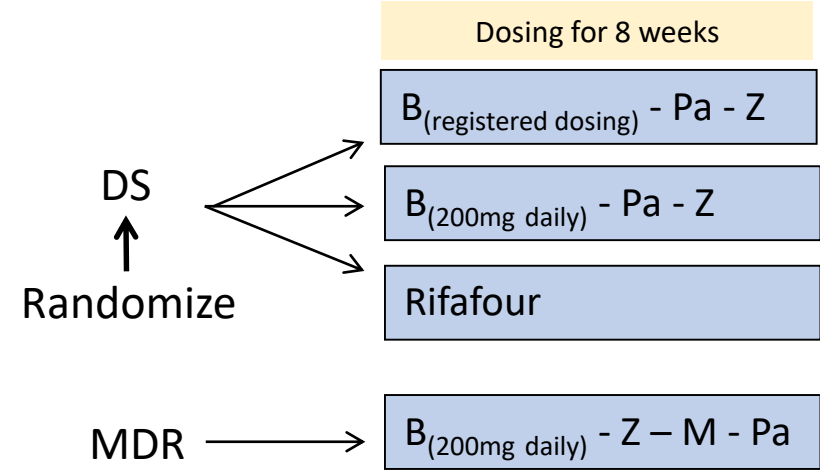 Dosing for 8 weeks
B(registered dosing) - Pa - Z
DS
B(200mg daily) - Pa - Z
Randomize
Rifafour
MDR
B(200mg daily) - Z – M - Pa